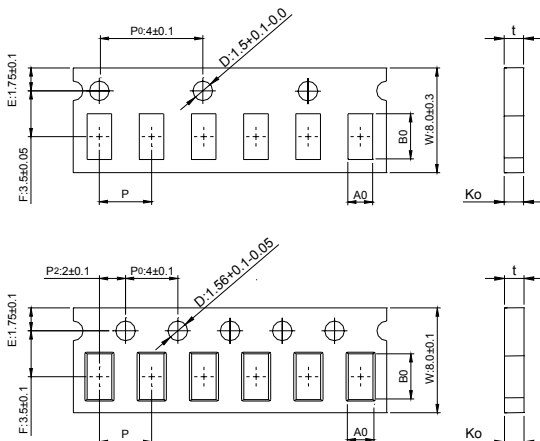 P0:4±0.1
D:1.5+0.1-0.0
t
E:1.75±0.1
F:3.5±0.05
B0
W:8.0±0.3
P
A0
Ko
P2:2±0.1
P0:4±0.1
D:1.56+0.1-0.05
t
E:1.75±0.1
F:3.5±0.1
B0
W:8.0±0.1
P
A0
Ko